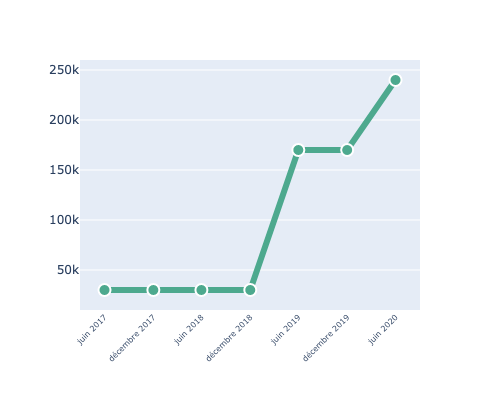 250k
200k
150k
100k
50k
juin 2017
décembre 2017
juin 2018
décembre 2018
juin 2019
décembre 2019
juin 2020